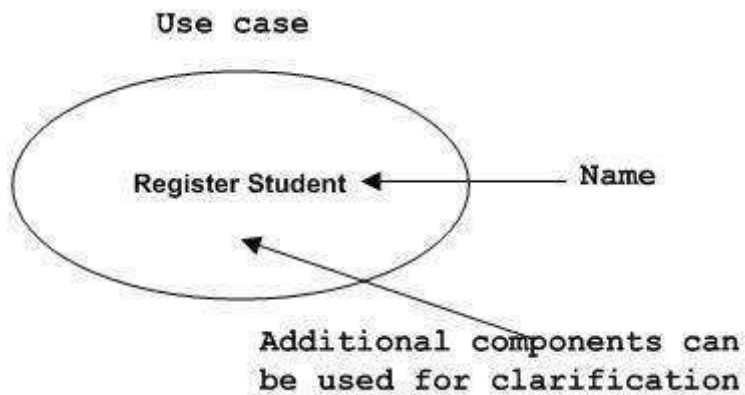 Use case
Register Student
Name
Additional components can
be used for clarification